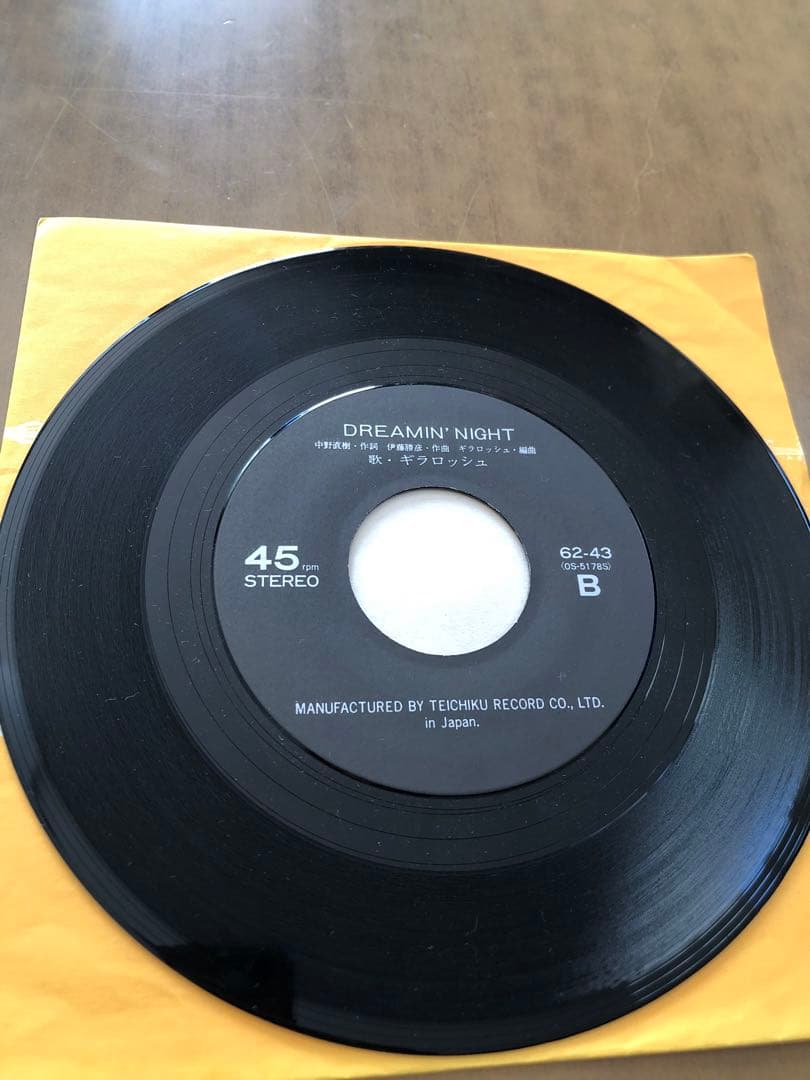 DREAMIN' NIGHT
中野直樹・作詞 伊藤勝彦・作曲 ギラロッシュ・編曲
歌・ギラロッシュ
45 rpm
STEREO
62-43
(OS-5178S)
B
MANUFACTURED BY TEICHIKU RECORD CO., LTD.
in Japan.